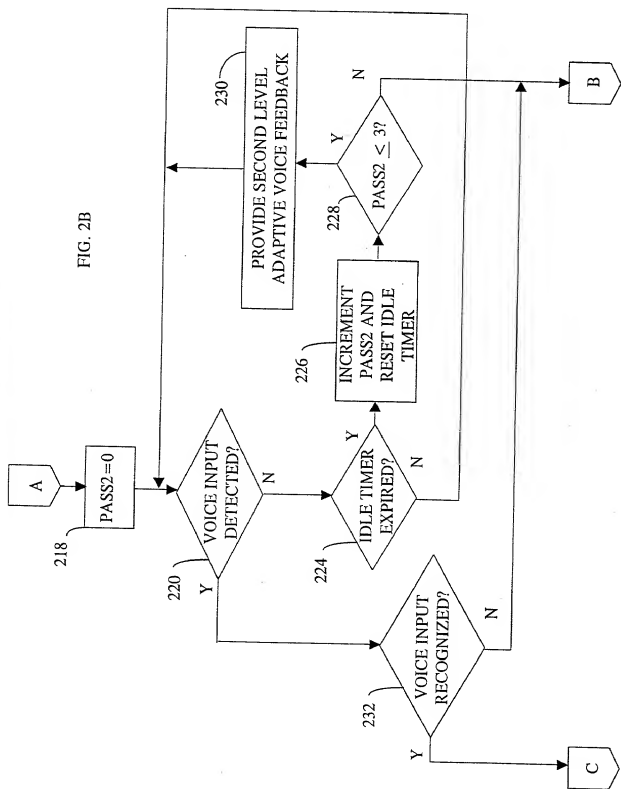 FIG. 2B
A
218
PASS2=0
220
VOICE INPUT
DETECTED?
Y
N
224
IDLE TIMER
EXPIRED?
Y
N
226
INCREMENT
PASS2 AND
RESET IDLE
TIMER
228
PASS2 ≤ 3?
Y
N
230
PROVIDE SECOND LEVEL
ADAPTIVE VOICE FEEDBACK
232
VOICE INPUT
RECOGNIZED?
Y
N
B
C